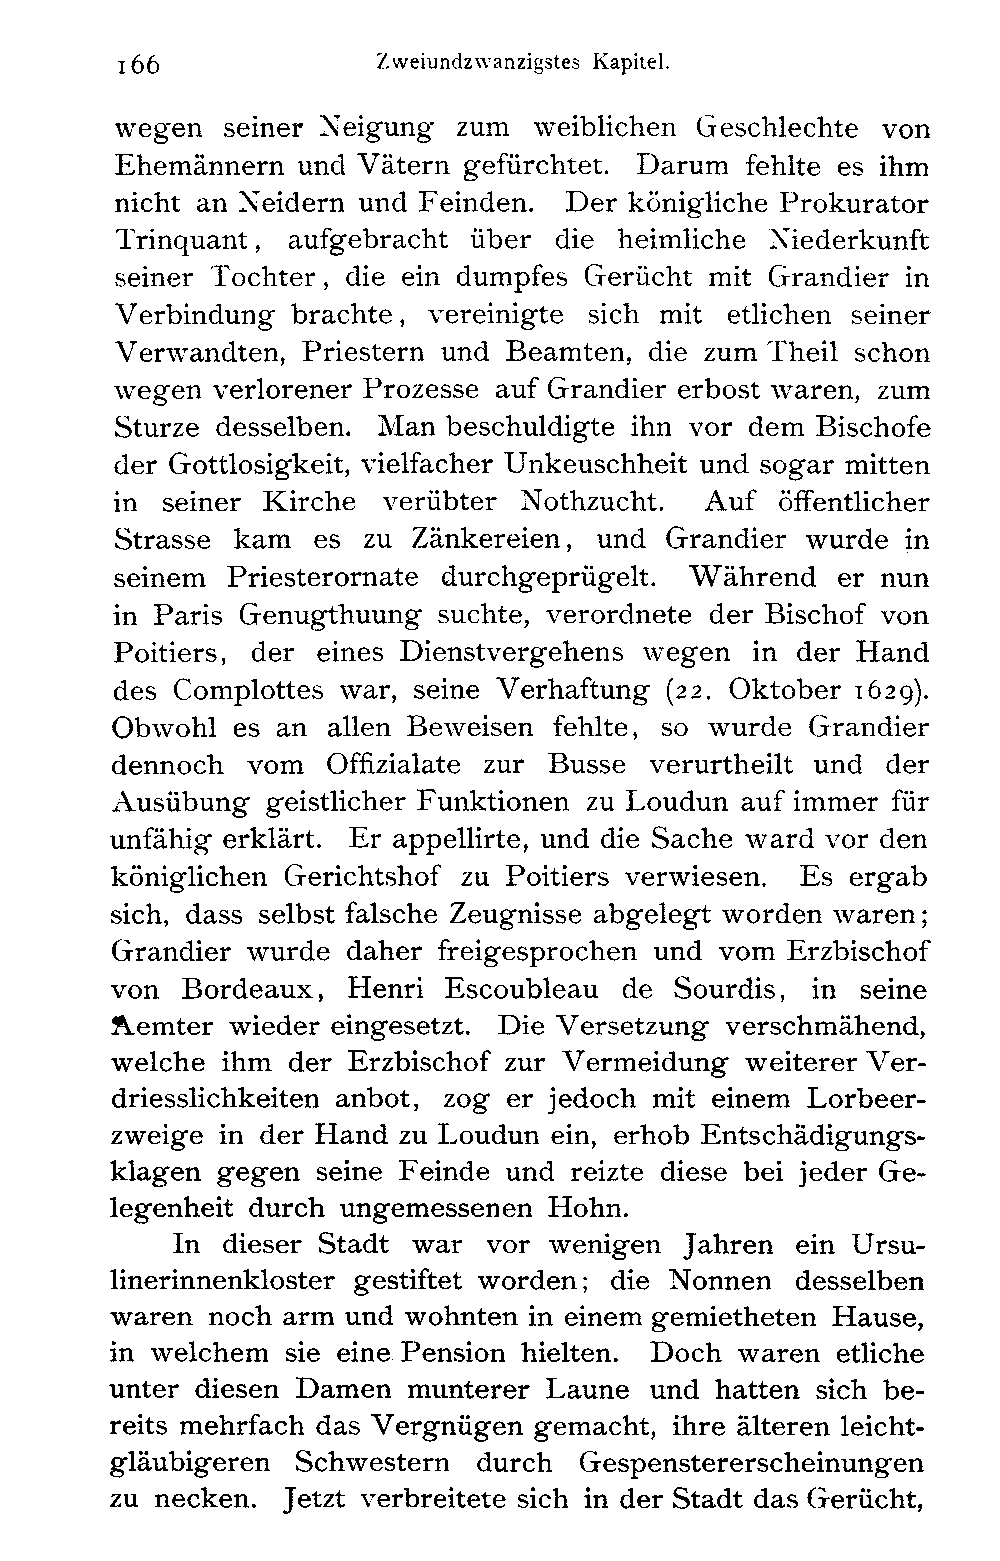 166 Zweiundzwanzigstes Kapitel.
wegen seiner Neigung zum weiblichen Geschlechte von
Ehemännern und Vätern gefürchtet. Darum fehlte es ihm
nicht an Neidern und Feinden. Der königliche Prokurator
Trinquant, aufgebracht über die heimliche Niederkunft
seiner Tochter, die ein dumpfes Gerücht mit Grandier in
Verbindung brachte, vereinigte sich mit etlichen seiner
Verwandten, Priestern und Beamten, die zum Theil schon
wegen verlorener Prozesse auf Grandier erbost waren, zum
Sturze desselben. Man beschuldigte ihn vor dem Bischofe
der Gottlosigkeit, vielfacher Unkeuschheit und sogar mitten
in seiner Kirche verübter Nothzucht. Auf öffentlicher
Strasse kam es zu Zänkereien, und Grandier wurde in
seinem Priesterornate durchgeprügelt. Während er nun
in Paris Genugthuung suchte, verordnete der Bischof von
Poitiers, der eines Dienstvergehens wegen in der Hand
des Complottes war, seine Verhaftung (22. Oktober 1629).
Obwohl es an allen Beweisen fehlte, so wurde Grandier
dennoch vom Offizialate zur Busse verurtheilt und der
Ausübung geistlicher Funktionen zu Loudun auf immer für
unfähig erklärt. Er appellirte, und die Sache ward vor den
königlichen Gerichtshof zu Poitiers verwiesen. Es ergab
sich, dass selbst falsche Zeugnisse abgelegt worden waren;
Grandier wurde daher freigesprochen und vom Erzbischof
von Bordeaux, Henri Escoubleau de Sourdis, in seine
Aemter wieder eingesetzt. Die Versetzung verschmähend,
welche ihm der Erzbischof zur Vermeidung weiterer Ver-
driesslichkeiten anbot, zog er jedoch mit einem Lorbeer-
zweige in der Hand zu Loudun ein, erhob Entschädigungs-
klagen gegen seine Feinde und reizte diese bei jeder Ge-
legenheit durch ungemessenen Hohn.
In dieser Stadt war vor wenigen Jahren ein Ursu-
linerinnenkloster gestiftet worden; die Nonnen desselben
waren noch arm und wohnten in einem gemietheten Hause,
in welchem sie eine Pension hielten. Doch waren etliche
unter diesen Damen munterer Laune und hatten sich be-
reits mehrfach das Vergnügen gemacht, ihre älteren leicht-
gläubigeren Schwestern durch Gespenstererscheinungen
zu necken. Jetzt verbreitete sich in der Stadt das Gerücht,